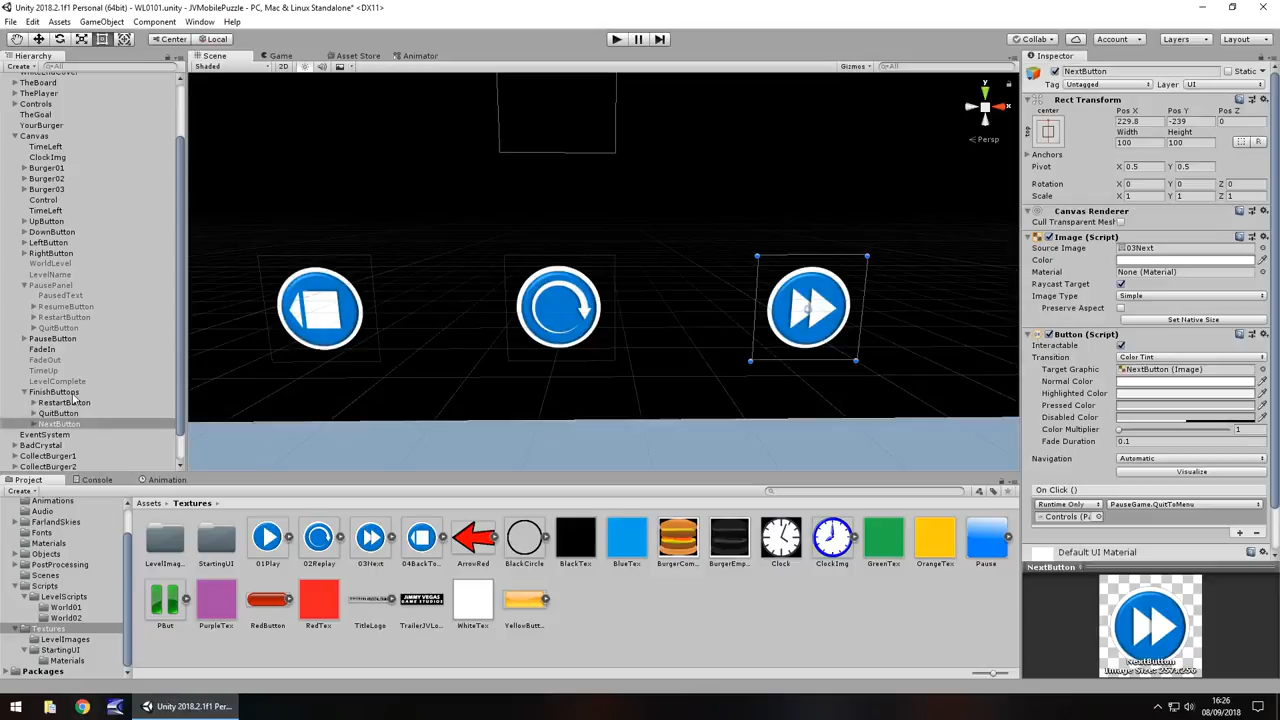 Unity 2018.2.1f1 Personal (64bit) - WL0101.unity - JVMobilePuzzle - PC, Mac & Linux Standalone* <DX11>
File Edit Assets GameObject Component Window Help
Center Local Collab Account Layers Layout
Hierarchy
Create All
TheBoard
ThePlayer
Controls
TheGoal
YourBurger
Canvas
TimeLeft
ClockImg
Burger01
Burger02
Burger03
Control
TimeLeft
UpButton
DownButton
LeftButton
RightButton
WorldLevel
LevelName
PausePanel
PausedText
ResumeButton
RestartButton
QuitButton
PauseButton
FadeIn
FadeOut
TimeUp
LevelComplete
FinishButtons
RestartButton
QuitButton
NextButton
EventSystem
BadCrystal
CollectBurger1
CollectBurger2
Scene Game Asset Store Animator
Shaded 2D Gizmos All
y
x
Persp
Inspector
NextButton Static
Tag Untagged Layer UI
Rect Transform
center Pos X Pos Y Pos Z
top 229.8 -239 0
Width Height
100 100 R
Anchors
Pivot X 0.5 Y 0.5
Rotation X 0 Y 0 Z 0
Scale X 1 Y 1 Z 1
Canvas Renderer
Cull Transparent Mesh
Image (Script)
Source Image 03Next
Color
Material None (Material)
Raycast Target
Image Type Simple
Preserve Aspect
Set Native Size
Button (Script)
Interactable
Transition Color Tint
Target Graphic NextButton (Image)
Normal Color
Highlighted Color
Pressed Color
Disabled Color
Color Multiplier 1
Fade Duration 0.1
Navigation Automatic
Visualize
On Click ()
Runtime Only PauseGame.QuitToMenu
Controls (Pa
+ −
Default UI Material
NextButton
NextButton
Image Size: 257x256
Project Console Animation
Create
Animations
Audio
FarlandSkies
Fonts
Materials
Objects
PostProcessing
Scenes
Scripts
LevelScripts
World01
World02
Textures
LevelImages
StartingUI
Materials
Packages
Assets Textures
LevelImag... StartingUI 01Play 02Replay 03Next 04BackTo... ArrowRed BlackCircle BlackTex BlueTex BurgerCom... BurgerEmp... Clock ClockImg GreenTex OrangeTex Pause
PBut PurpleTex RedButton RedTex TitleLogo TrailerJVLo... WhiteTex YellowButt...
JIMMY VEGAS
Unity 2018.2.1f1 Per...
16:26
08/09/2018